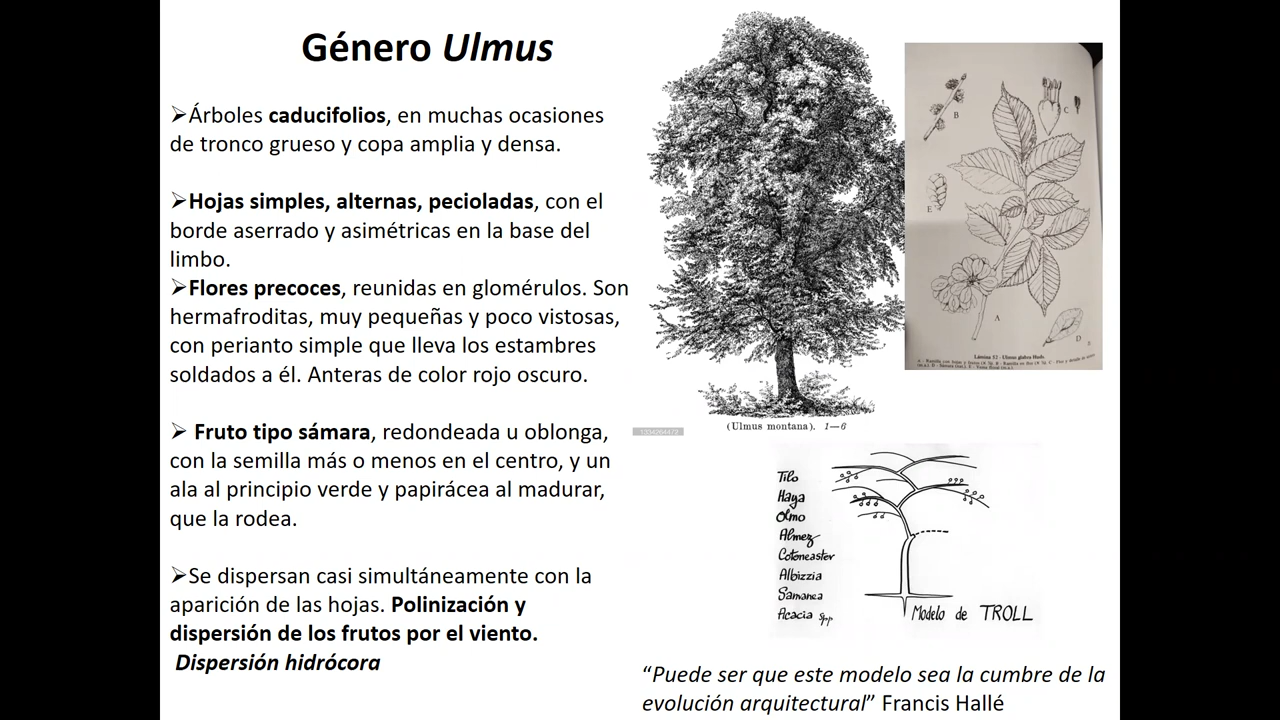 Género Ulmus
➢Árboles caducifolios, en muchas ocasiones
de tronco grueso y copa amplia y densa.
➢Hojas simples, alternas, pecioladas, con el
borde aserrado y asimétricas en la base del
limbo.
➢Flores precoces, reunidas en glomérulos. Son
hermafroditas, muy pequeñas y poco vistosas,
con perianto simple que lleva los estambres
soldados a él. Anteras de color rojo oscuro.
➢ Fruto tipo sámara, redondeada u oblonga,
con la semilla más o menos en el centro, y un
ala al principio verde y papirácea al madurar,
que la rodea.
➢Se dispersan casi simultáneamente con la
aparición de las hojas. Polinización y
dispersión de los frutos por el viento.
Dispersión hidrócora
(Ulmus montana). 1—6
1334264472
B
C
E
A
D
Lámina 12 - Ulmus glabra Huds.
Tilo
Haya
Olmo
Almez
Cotoneaster
Albizzia
Samanea
Acacia spp.
Modelo de TROLL
“Puede ser que este modelo sea la cumbre de la
evolución arquitectural” Francis Hallé